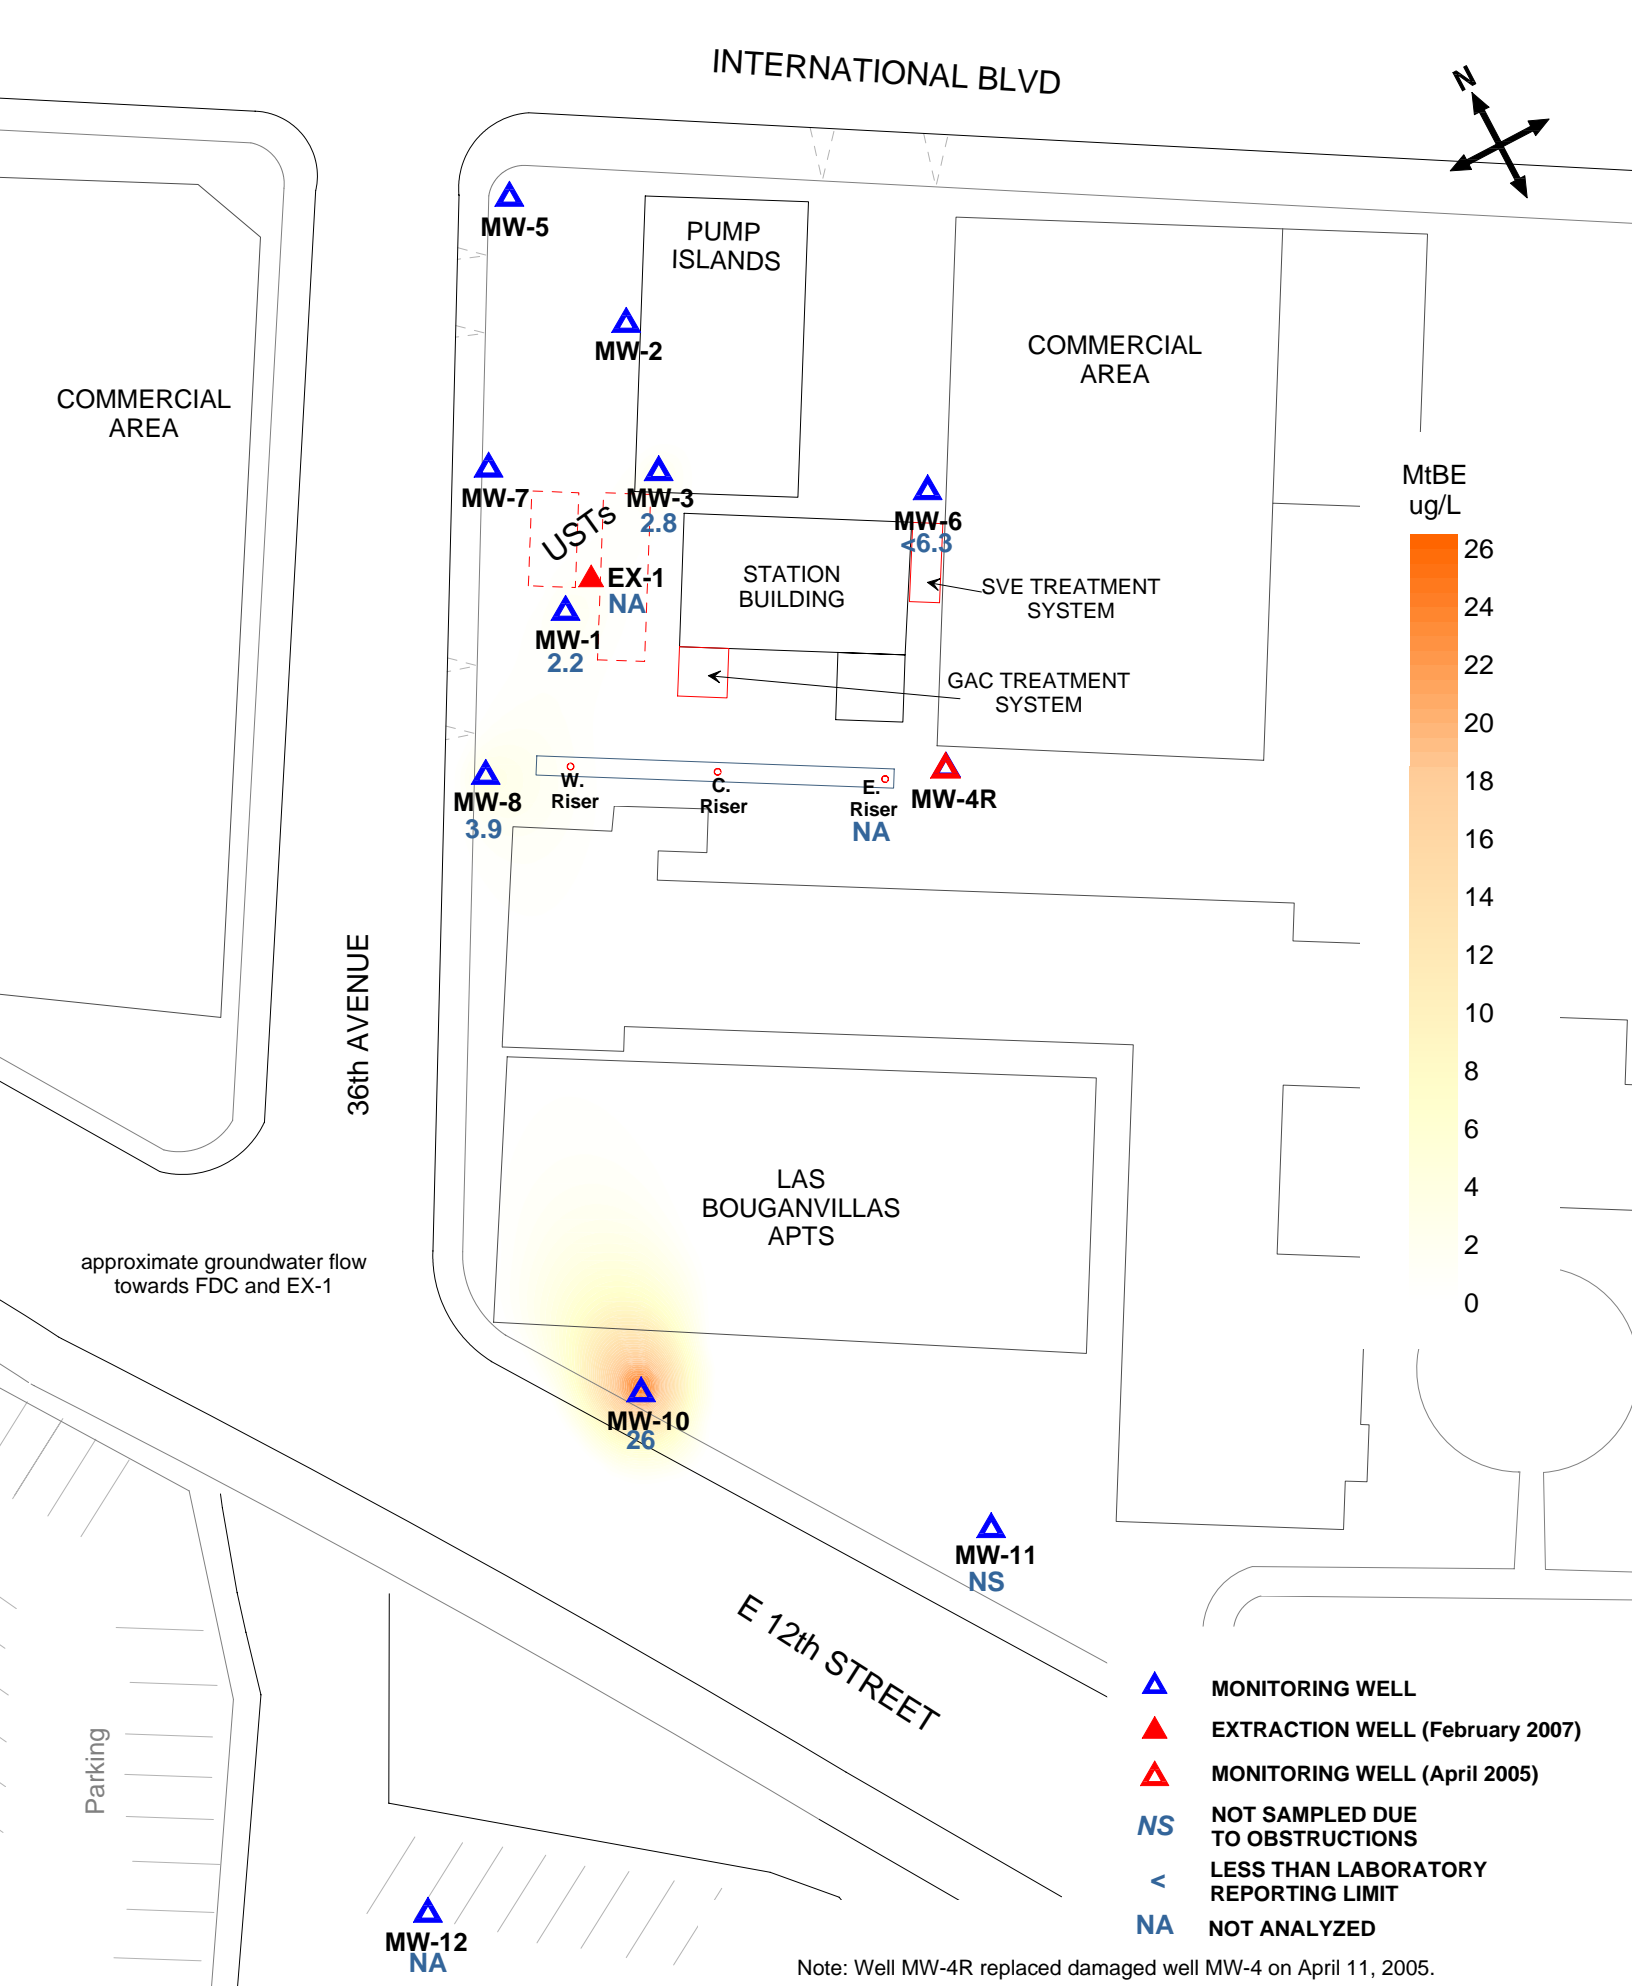 INTERNATIONAL BLVD
N
MW-5
PUMP
ISLANDS
MW-2
COMMERCIAL
AREA
COMMERCIAL
AREA
MW-7
USTs
MW-3
2.8
MW-6
<6.3
EX-1
NA
MW-1
2.2
STATION
BUILDING
SVE TREATMENT
SYSTEM
GAC TREATMENT
SYSTEM
MtBE
ug/L
26
24
22
20
18
16
14
12
10
8
6
4
2
0
MW-8
3.9
W.
Riser
C.
Riser
E.
Riser
NA
MW-4R
36th AVENUE
LAS
BOUGANVILLAS
APTS
approximate groundwater flow
towards FDC and EX-1
MW-10
26
MW-11
NS
E 12th STREET
Parking
MW-12
NA
MONITORING WELL
EXTRACTION WELL (February 2007)
MONITORING WELL (April 2005)
NS NOT SAMPLED DUE
TO OBSTRUCTIONS
< LESS THAN LABORATORY
REPORTING LIMIT
NA NOT ANALYZED
Note: Well MW-4R replaced damaged well MW-4 on April 11, 2005.